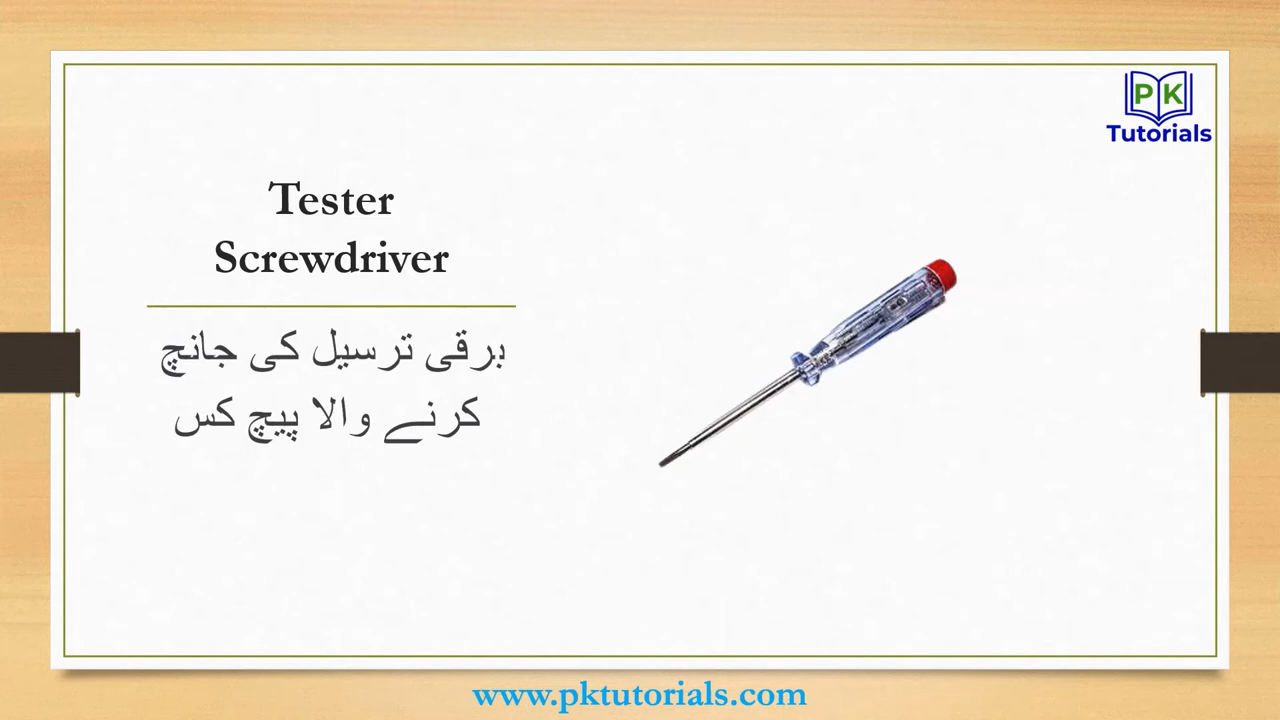 PK
Tutorials
Tester
Screwdriver
برقی ترسیل کی جانچ
کرنے والا پیچ کس
www.pktutorials.com